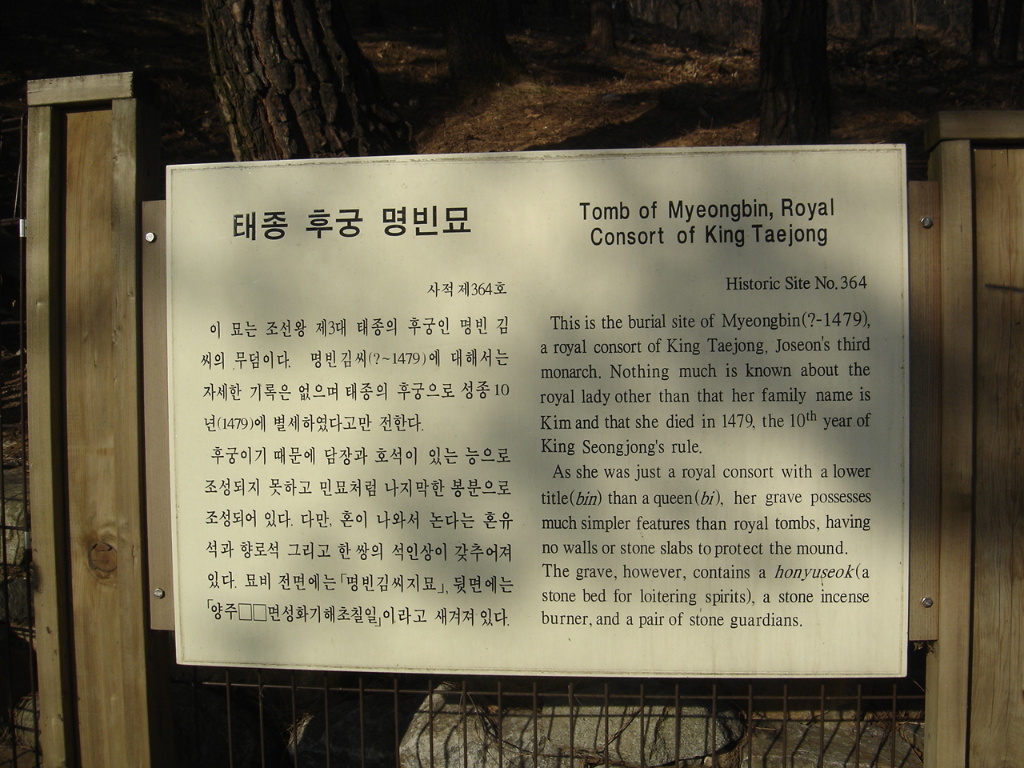 태종 후궁 명빈묘
사적 제364호
이 묘는 조선왕 제3대 태종의 후궁인 명빈 김
씨의 무덤이다. 명빈김씨(?~1479)에 대해서는
자세한 기록은 없으며 태종의 후궁으로 성종 10
년(1479)에 별세하였다고만 전한다.
후궁이기 때문에 담장과 호석이 있는 능으로
조성되지 못하고 민묘처럼 나지막한 봉분으로
조성되어 있다. 다만, 혼이 나와서 논다는 혼유
석과 향로석 그리고 한 쌍의 석인상이 갖추어져
있다. 묘비 전면에는「명빈김씨지묘」, 뒷면에는
「양주□□면성화기해초칠일」이라고 새겨져 있다.
Tomb of Myeongbin, Royal
Consort of King Taejong
Historic Site No. 364
This is the burial site of Myeongbin(?-1479),
a royal consort of King Taejong, Joseon's third
monarch. Nothing much is known about the
royal lady other than that her family name is
Kim and that she died in 1479, the 10th year of
King Seongjong's rule.
As she was just a royal consort with a lower
title(bin) than a queen(bi), her grave possesses
much simpler features than royal tombs, having
no walls or stone slabs to protect the mound.
The grave, however, contains a honyuseok(a
stone bed for loitering spirits), a stone incense
burner, and a pair of stone guardians.